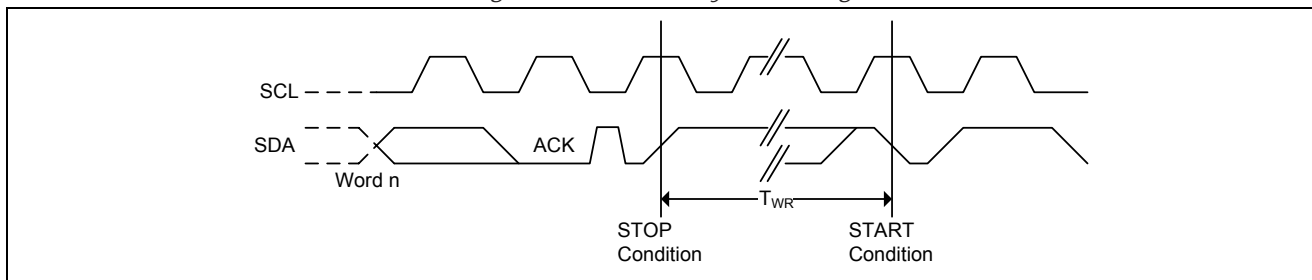 SCL
SDA
ACK
Word n
TWR
STOP
Condition
START
Condition